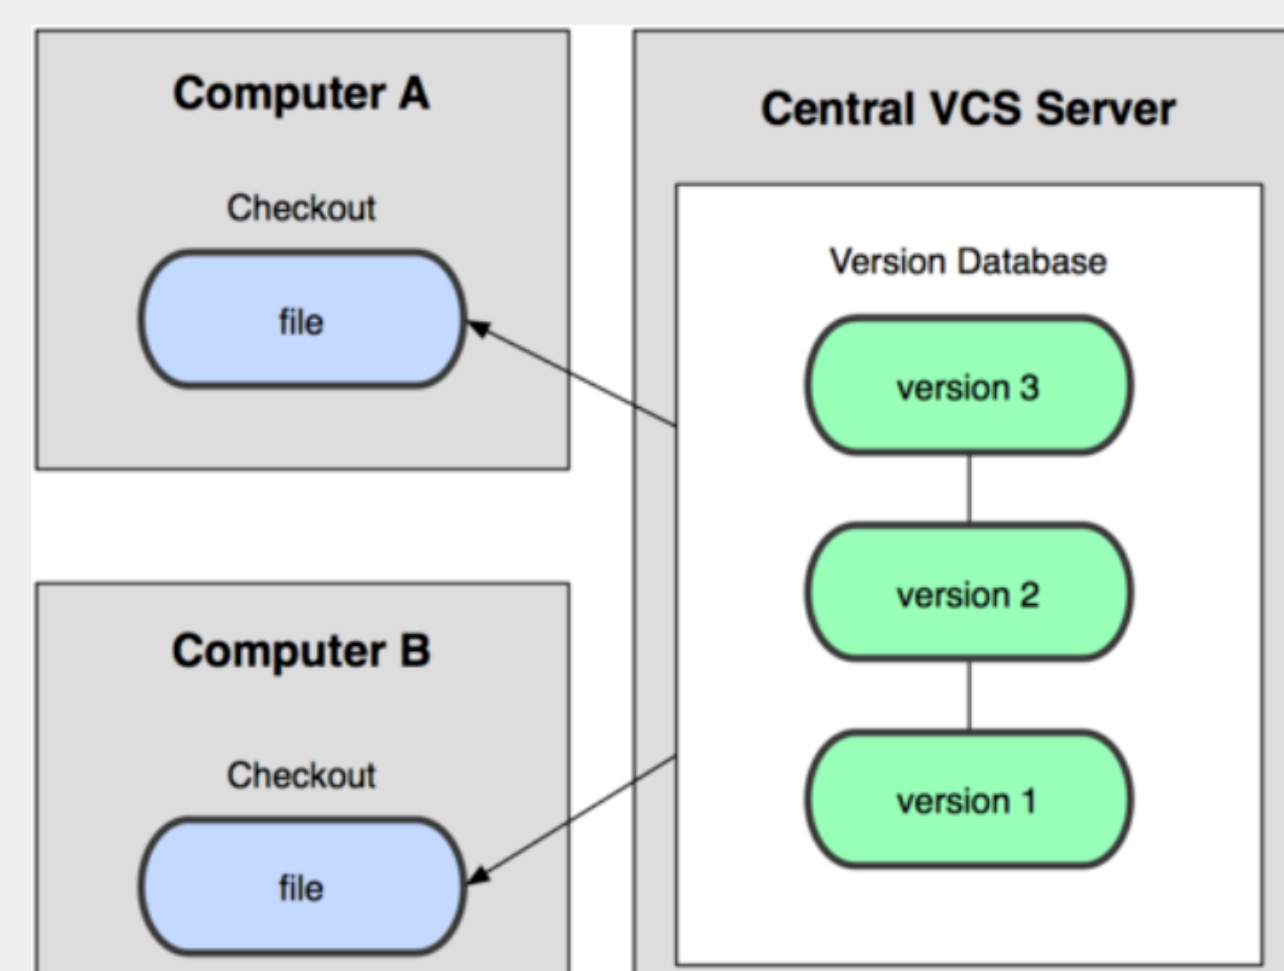 Computer A
Checkout
file
Computer B
Checkout
file
Central VCS Server
Version Database
version 3
version 2
version 1